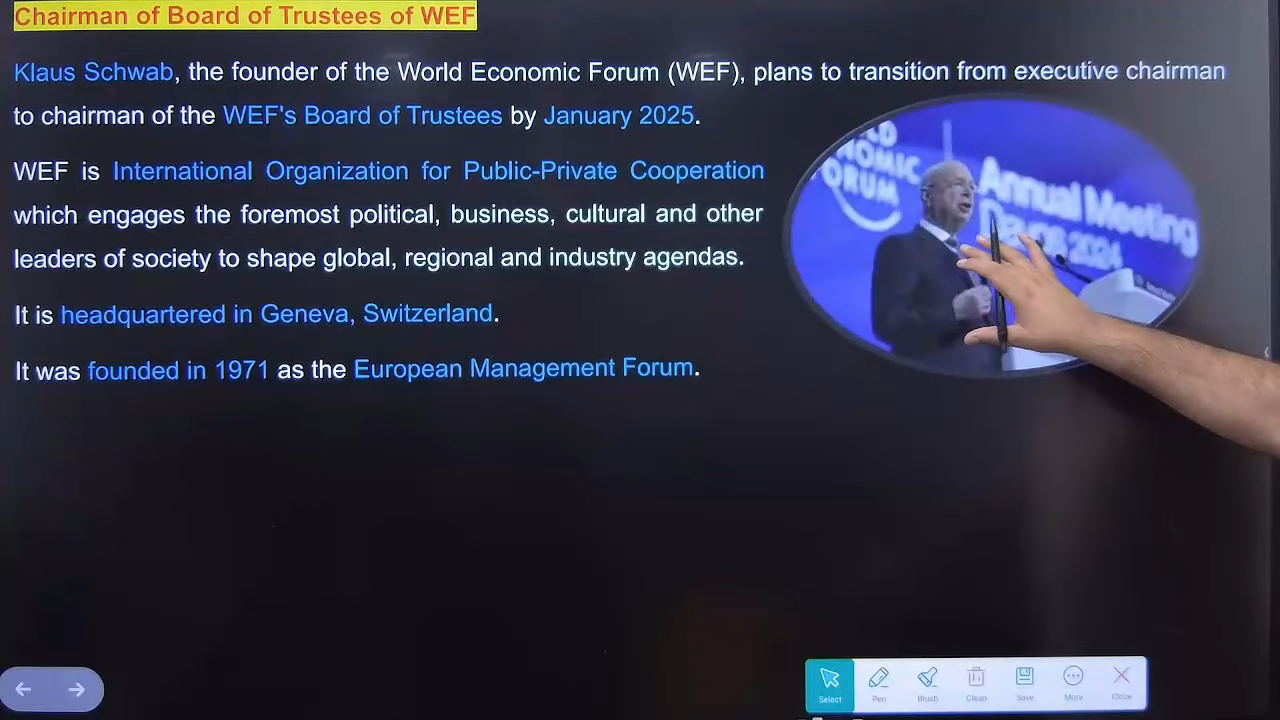 Chairman of Board of Trustees of WEF
Klaus Schwab, the founder of the World Economic Forum (WEF), plans to transition from executive chairman
to chairman of the WEF's Board of Trustees by January 2025.
WEF is International Organization for Public-Private Cooperation
which engages the foremost political, business, cultural and other
leaders of society to shape global, regional and industry agendas.
It is headquartered in Geneva, Switzerland.
It was founded in 1971 as the European Management Forum.
FORUM
Annual Meeting
2024
Select
Pen
Brush
Clean
Save
More
Close